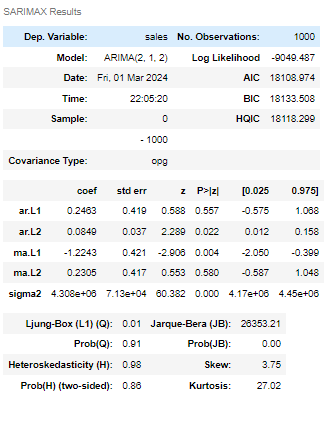 SARIMAX Results
Dep. Variable: sales No. Observations: 1000
Model: ARIMA(2, 1, 2) Log Likelihood -9049.487
Date: Fri, 01 Mar 2024 AIC 18108.974
Time: 22:05:20 BIC 18133.508
Sample: 0 HQIC 18118.299
- 1000
Covariance Type: opg
coef std err z P>|z| [0.025 0.975]
ar.L1 0.2463 0.419 0.588 0.557 -0.575 1.068
ar.L2 0.0849 0.037 2.289 0.022 0.012 0.158
ma.L1 -1.2243 0.421 -2.906 0.004 -2.050 -0.399
ma.L2 0.2305 0.417 0.553 0.580 -0.587 1.048
sigma2 4.308e+06 7.13e+04 60.382 0.000 4.17e+06 4.45e+06
Ljung-Box (L1) (Q): 0.01 Jarque-Bera (JB): 26353.21
Prob(Q): 0.91 Prob(JB): 0.00
Heteroskedasticity (H): 0.98 Skew: 3.75
Prob(H) (two-sided): 0.86 Kurtosis: 27.02